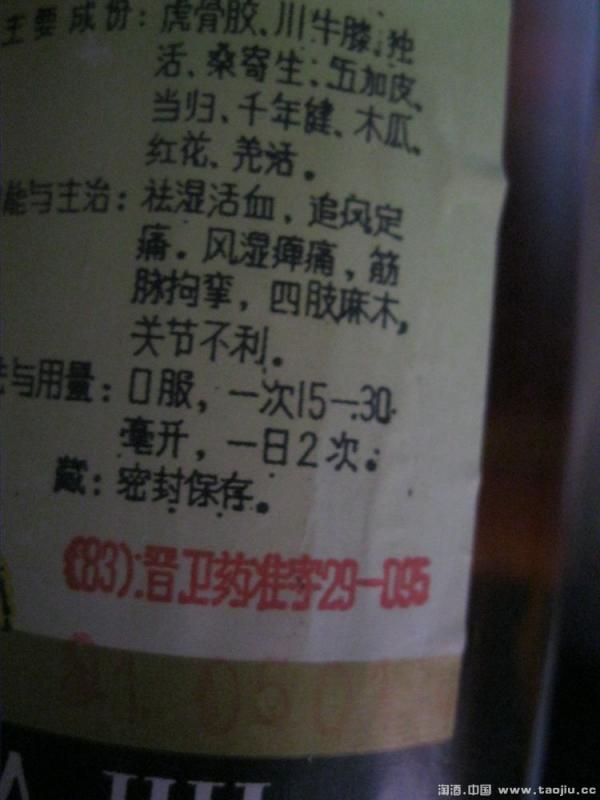 主要成份：虎骨胶、川牛膝、独
活、桑寄生、五加皮、
当归、千年健、木瓜、
红花、羌活。
能与主治：祛湿活血，追风定
痛。风湿痹痛，筋
脉拘挛，四肢麻木，
关节不利。
与用量：口服，一次15—30
毫升，一日2次。
藏：密封保存。
(83)晋卫药准字29—095
淘酒.中国 www.taojiu.cc